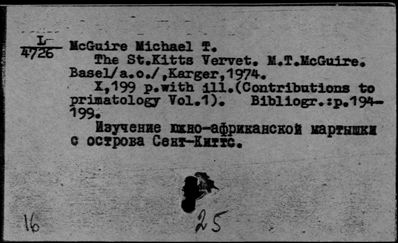 L
4726
McGuire Michael T.
The St.Kitts Vervet. M.T.McGuire.
Basel/a.o./,Karger,1974.
X,199 p.with ill.(Contributions to
primatology Vol.1). Bibliogr.:p.194-
199.
Изучение южно-африканской мартышки
с острова Сент-Киттс.
16
25